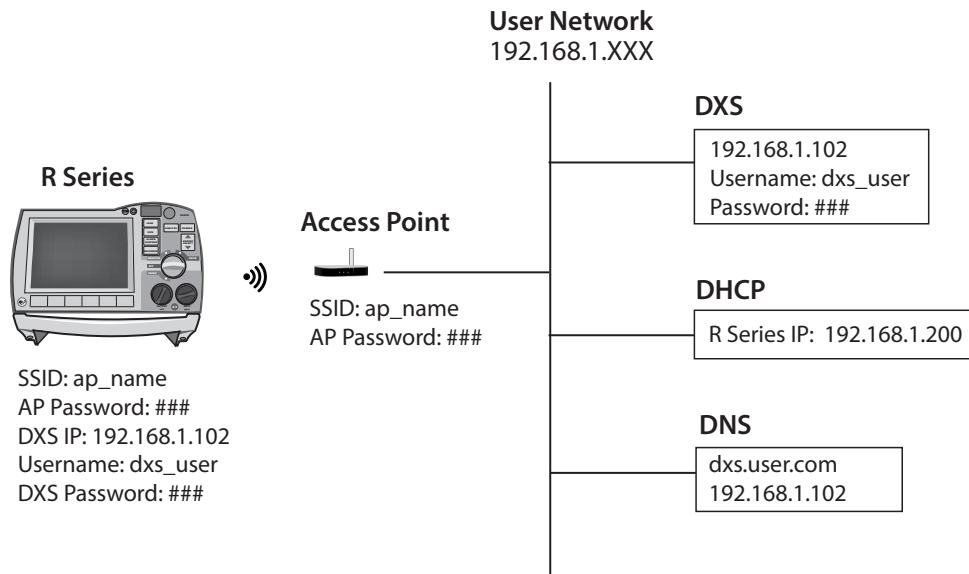 User Network
192.168.1.XXX
DXS
192.168.1.102
Username: dxs_user
Password: ###
R Series
Access Point
SSID: ap_name
AP Password: ###
DHCP
R Series IP: 192.168.1.200
SSID: ap_name
AP Password: ###
DXS IP: 192.168.1.102
Username: dxs_user
DXS Password: ###
DNS
dxs.user.com
192.168.1.102